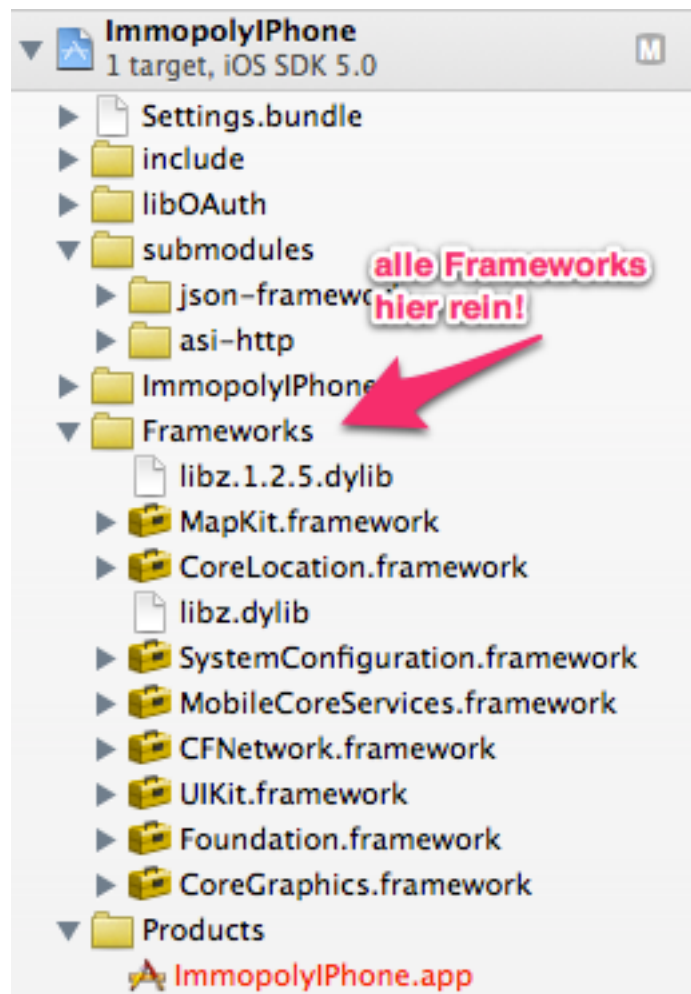 ImmopolyIPhone
1 target, iOS SDK 5.0
M
Settings.bundle
include
libOAuth
submodules
alle Frameworks
json-framew
hier rein!
asi-http
ImmopolyIPhone
Frameworks
libz.1.2.5.dylib
MapKit.framework
CoreLocation.framework
libz.dylib
SystemConfiguration.framework
MobileCoreServices.framework
CFNetwork.framework
UIKit.framework
Foundation.framework
CoreGraphics.framework
Products
ImmopolyIPhone.app